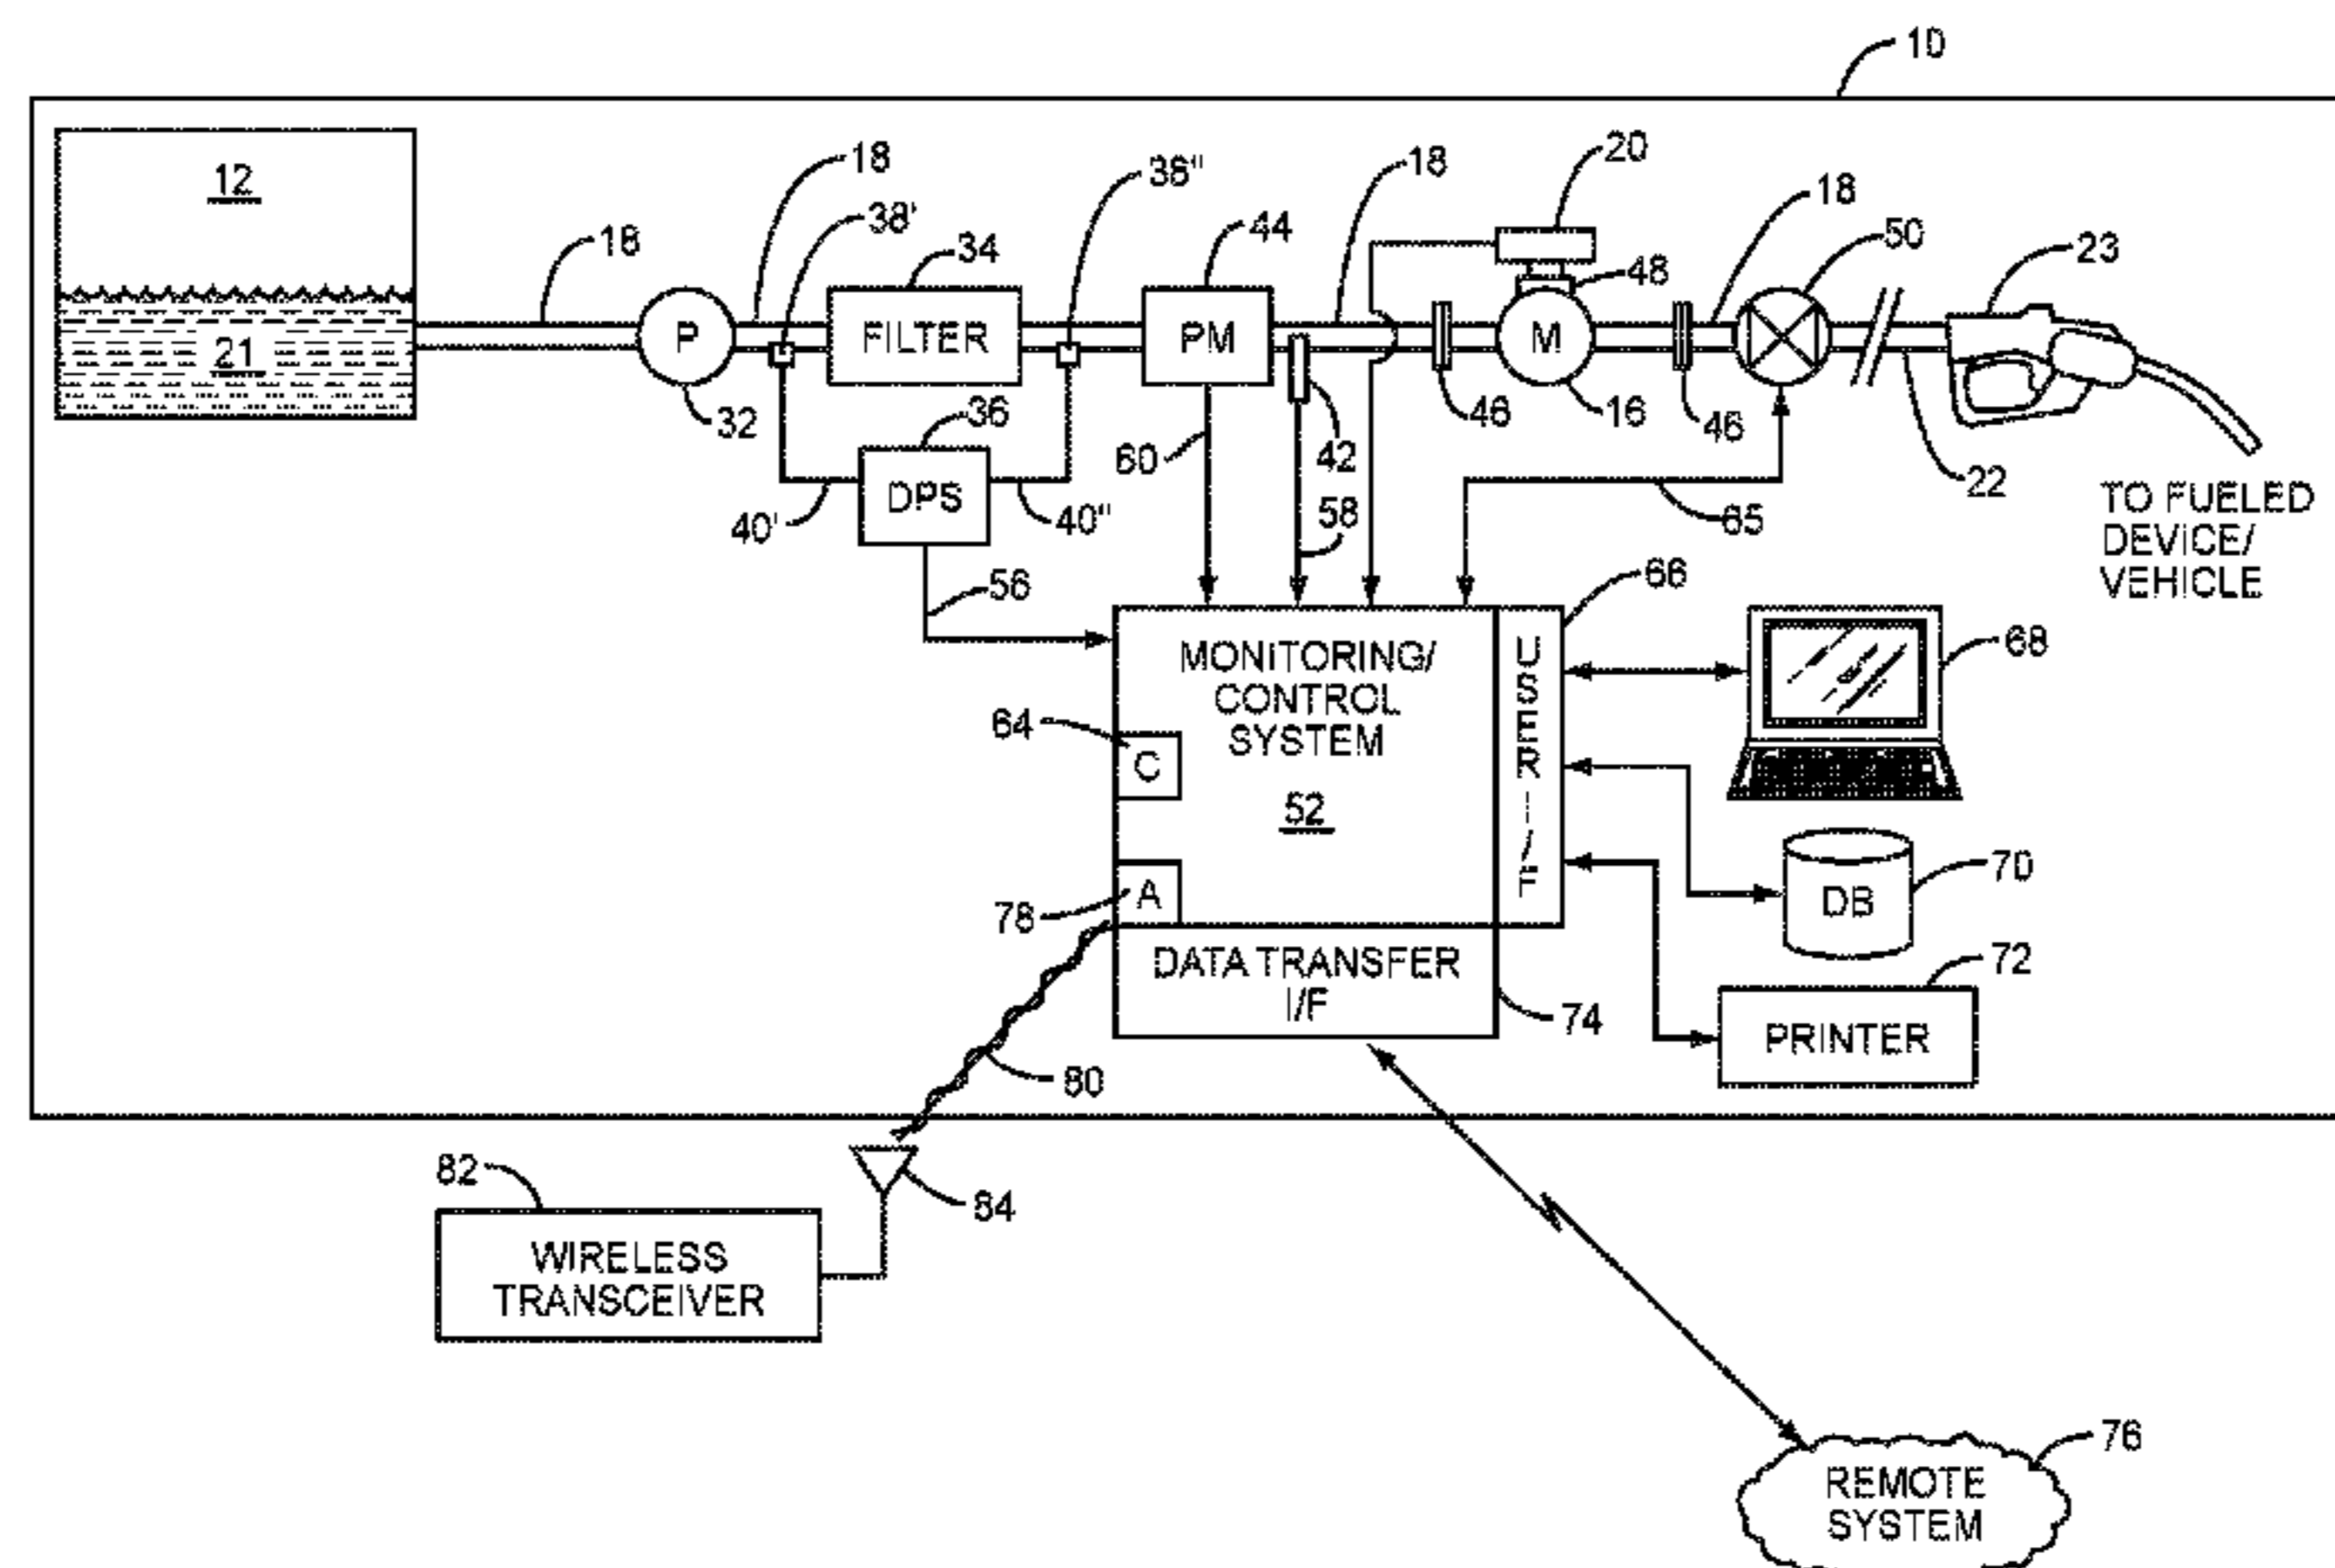 10
12
21
18
P
32
18
38'
FILTER
34
38"
36
DPS
40'
40"
56
44
PM
60
42
58
18
20
48
M
16
46
46
18
50
65
22
23
TO FUELED
DEVICE/
VEHICLE
MONITORING/
CONTROL
SYSTEM
52
64
C
78
A
66
USER I/F
68
DB
70
PRINTER
72
DATA TRANSFER
I/F
74
80
82
84
WIRELESS
TRANSCEIVER
76
REMOTE
SYSTEM